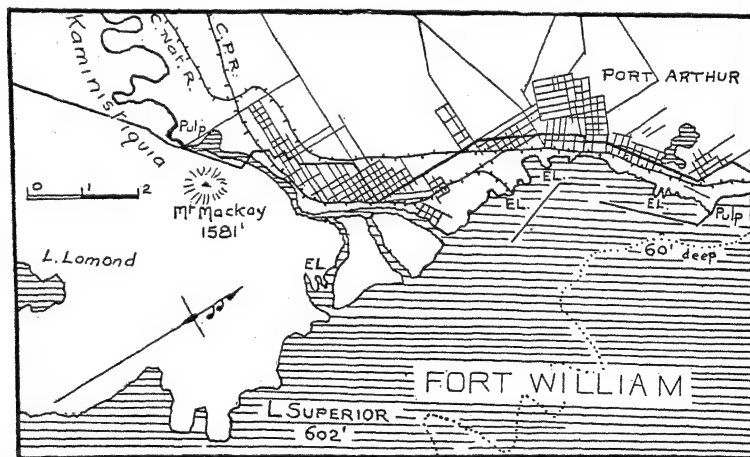 Kaministiquia
C. Nat. R.
C.P.R.
PORT ARTHUR
Pulp
0 1 2
Mt Mackay
1581'
L. Lomond
EL.
EL.
EL.
EL.
Pulp
60' deep
FORT WILLIAM
L SUPERIOR
602'